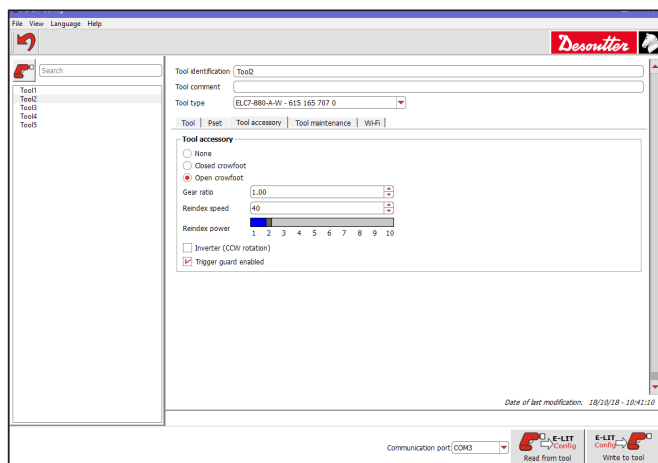 File View Language Help
Desoutter
Search
Tool1
Tool2
Tool3
Tool4
Tool5
Tool identification Tool2
Tool comment
Tool type ELC7-880-A-W - 615 165 707 0
Tool Pset Tool accessory Tool maintenance Wi-Fi
Tool accessory
None
Closed crowfoot
Open crowfoot
Gear ratio 1.00
Reindex speed 40
Reindex power
1 2 3 4 5 6 7 8 9 10
Inverter (CCW rotation)
Trigger guard enabled
Date of last modification: 18/10/18 - 10:41:10
Communication port COM3
E-LIT Config
Read from tool
E-LIT Config
Write to tool